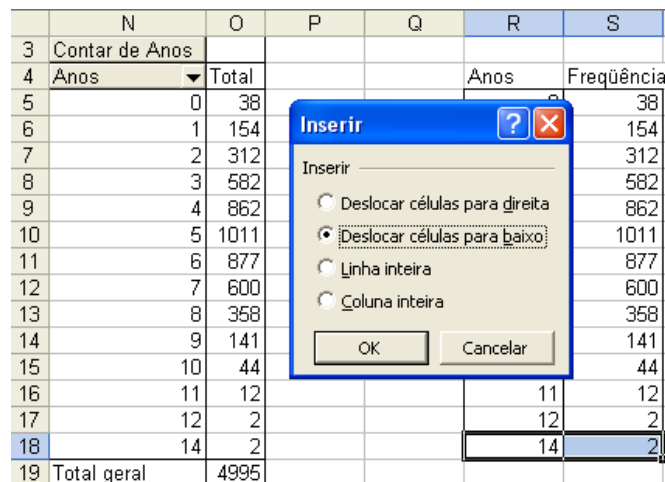 N O P Q R S
3 Contar de Anos
4 Anos Total Anos Freqüência
5 0 38 38
6 1 154 154
7 2 312 312
8 3 582 582
9 4 862 862
10 5 1011 1011
11 6 877 877
12 7 600 600
13 8 358 358
14 9 141 141
15 10 44 44
16 11 12 11 12
17 12 2 12 2
18 14 2 14 2
19 Total geral 4995
Inserir
Inserir
Deslocar células para direita
Deslocar células para baixo
Linha inteira
Coluna inteira
OK Cancelar